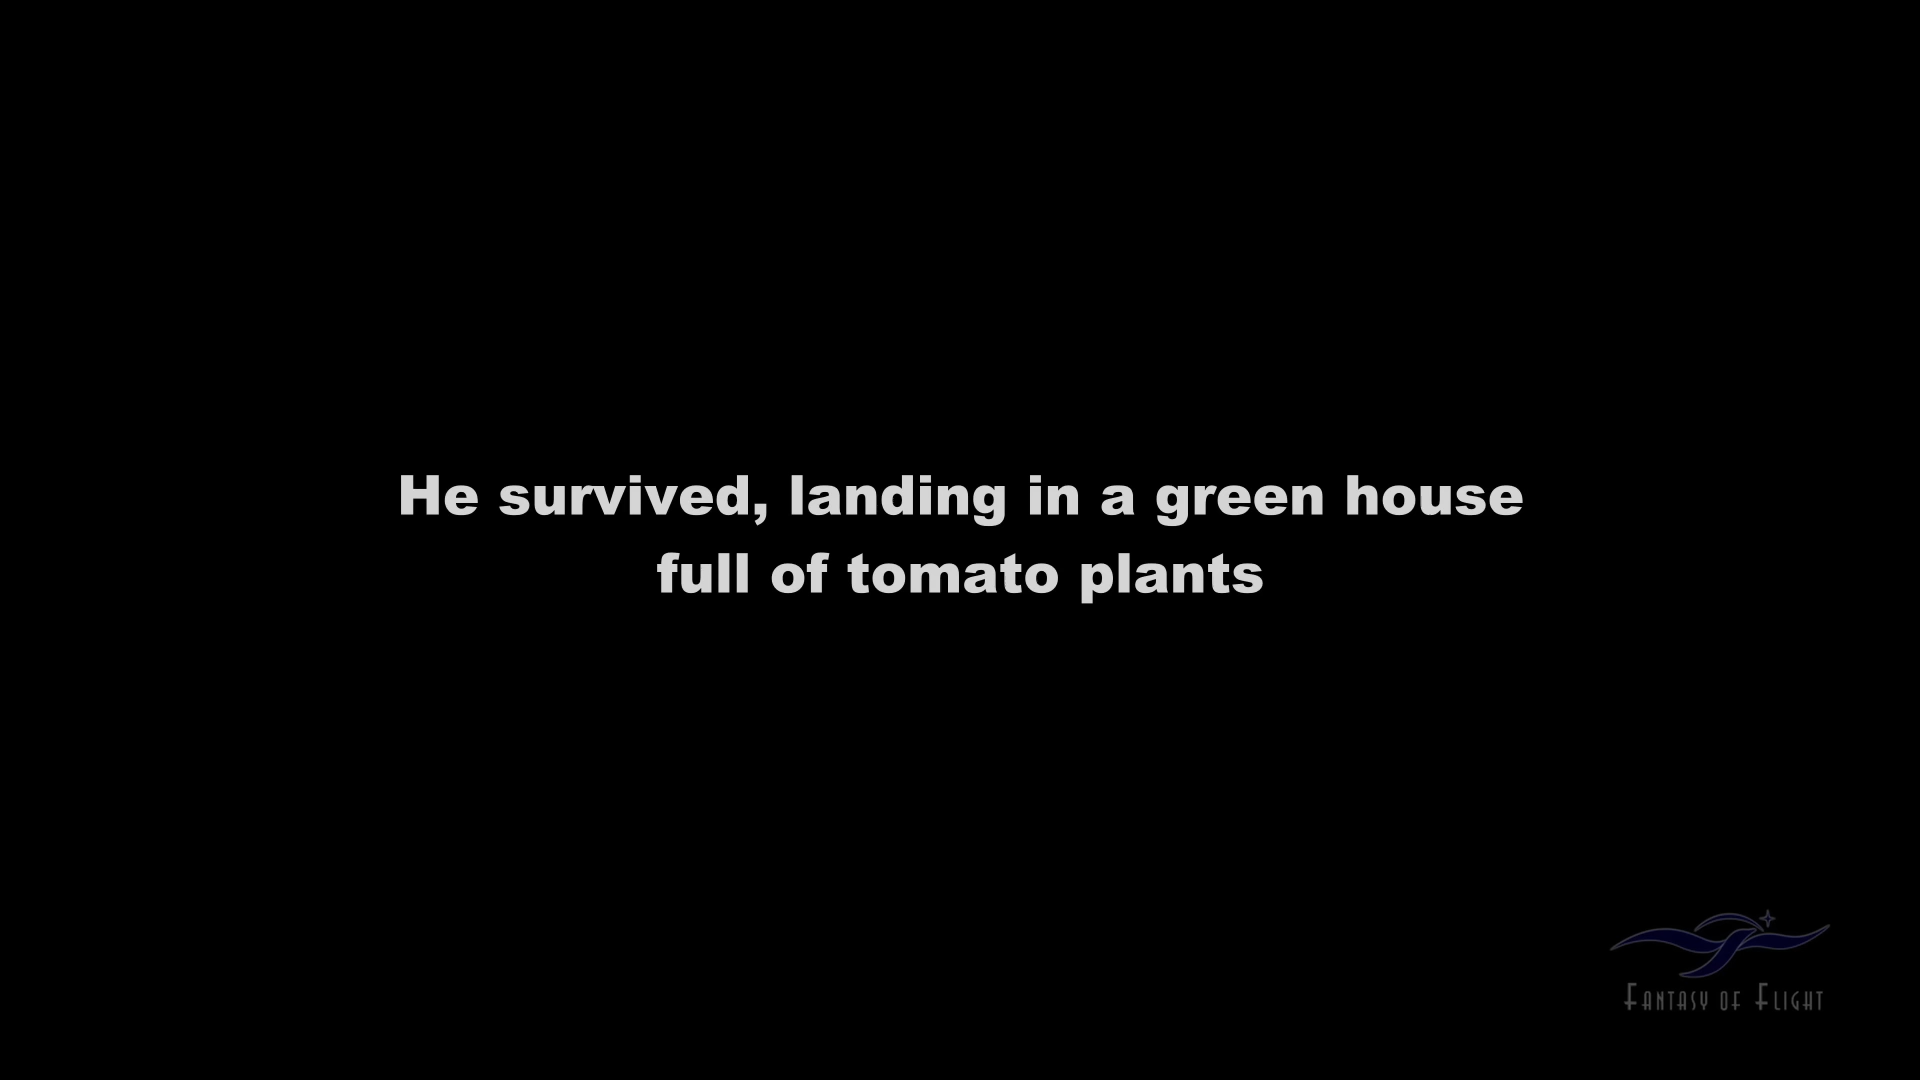 He survived, landing in a green house
full of tomato plants
Fantasy of Flight